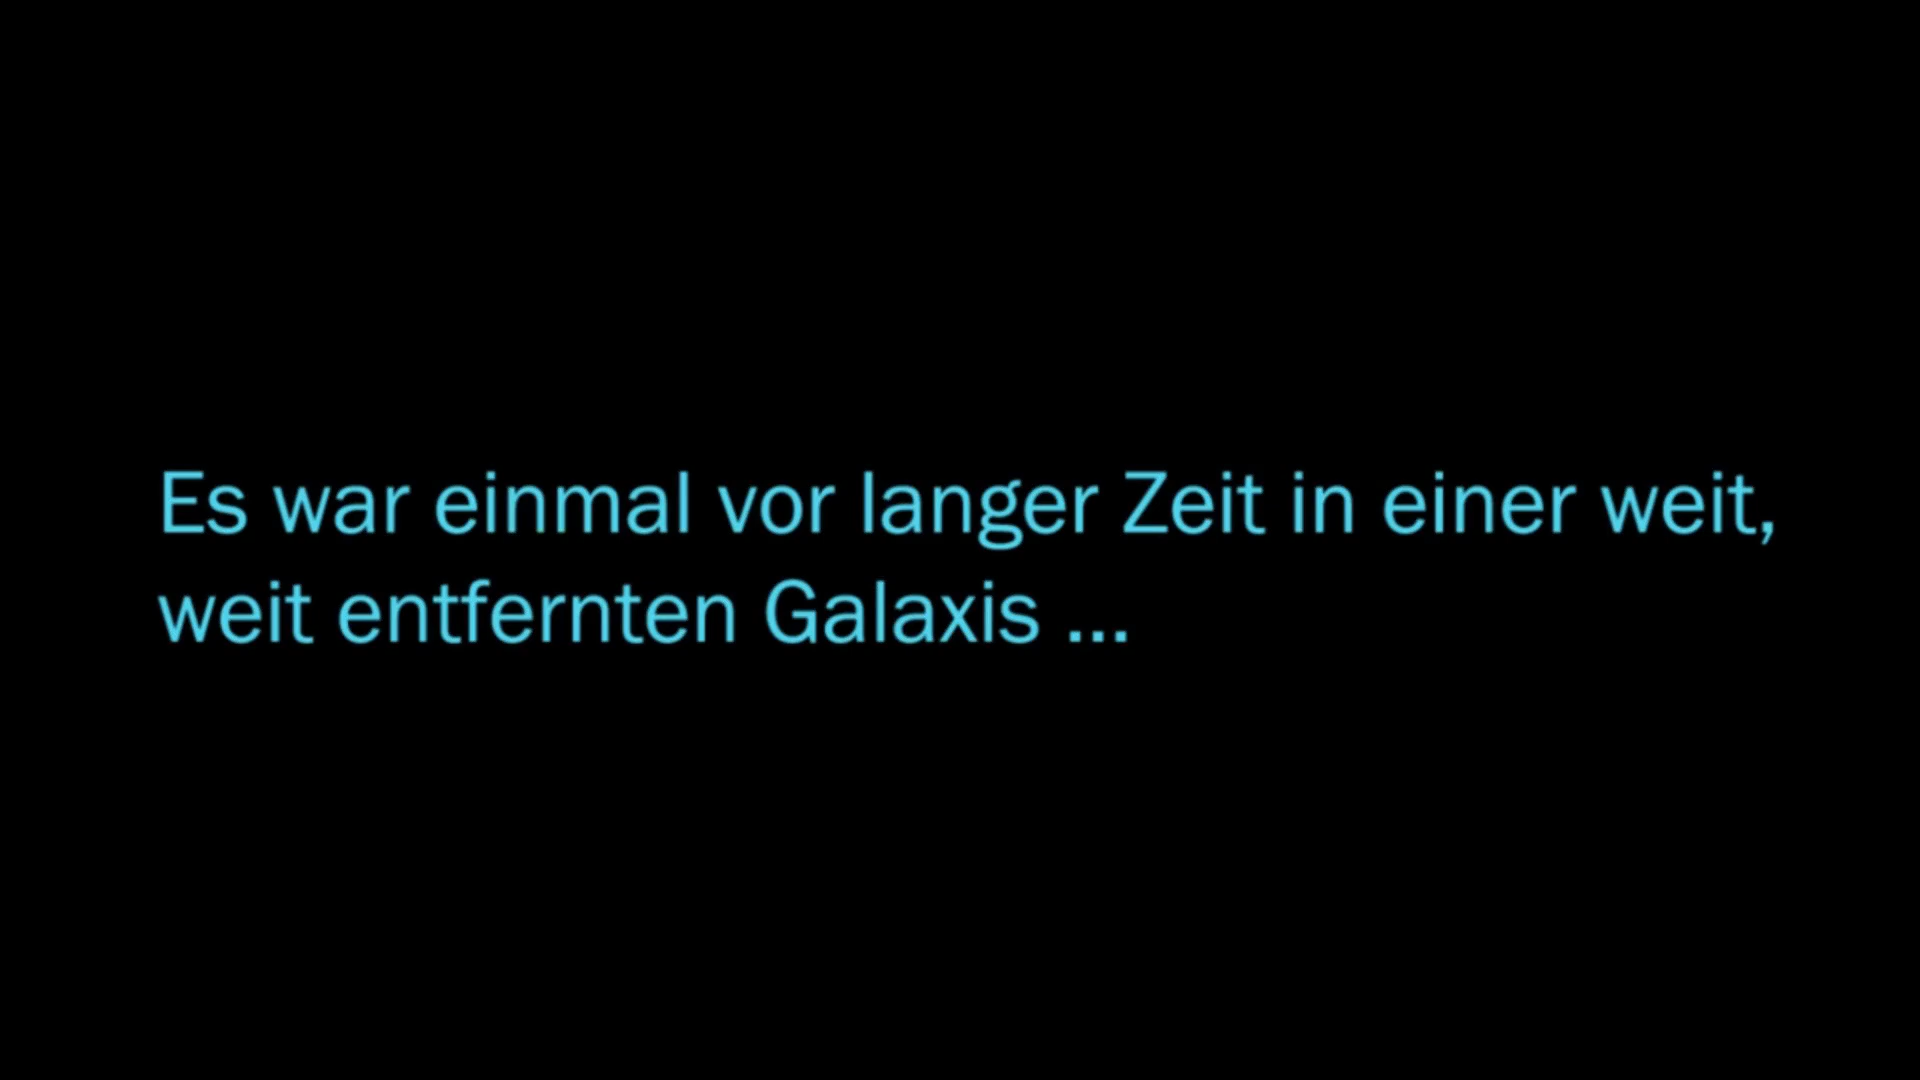 Es war einmal vor langer Zeit in einer weit,
weit entfernten Galaxis ...